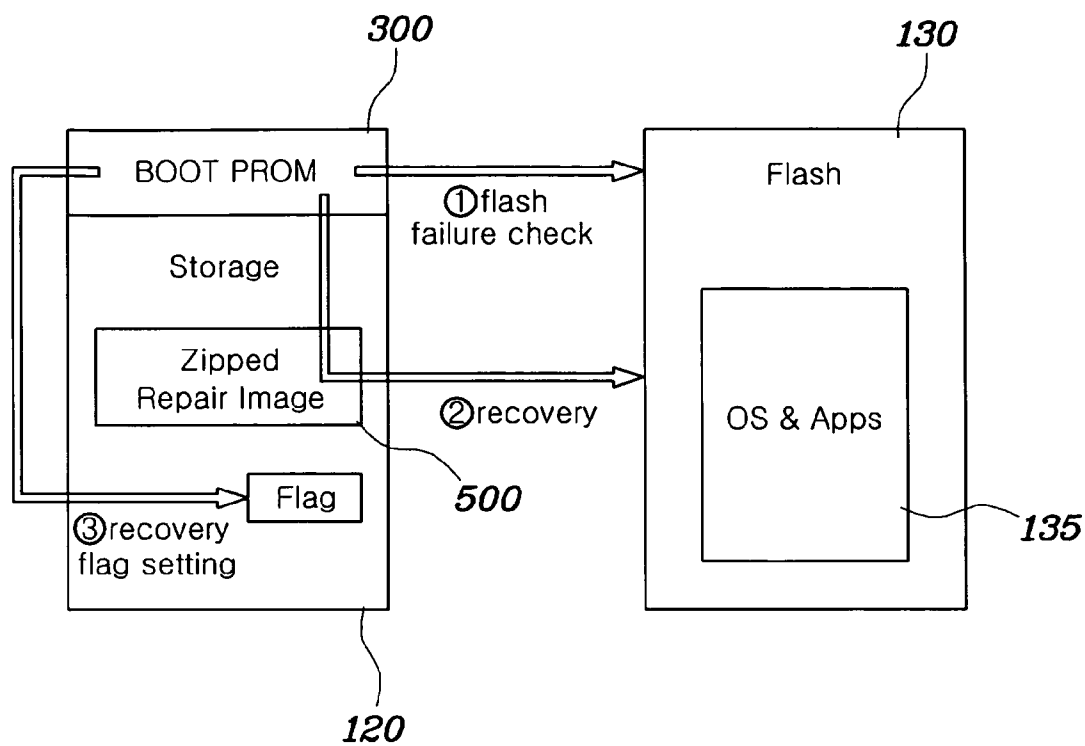 300
130
BOOT PROM
Flash
①flash
failure check
Storage
Zipped
Repair Image
②recovery
OS & Apps
Flag
500
③recovery
flag setting
135
120